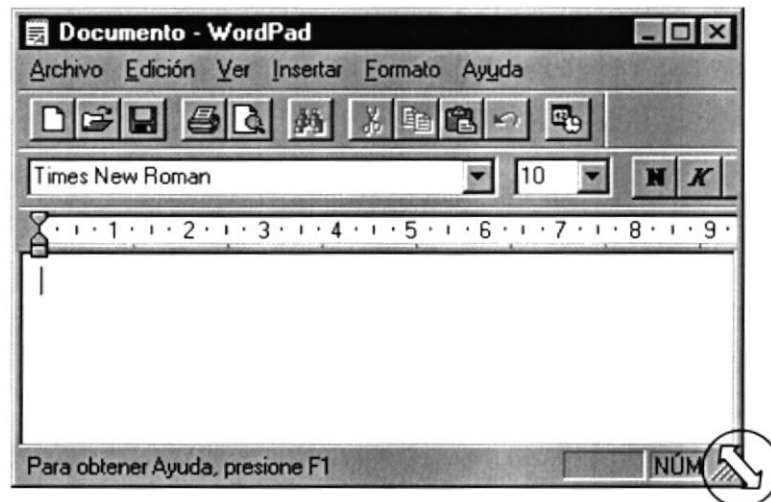 Documento - WordPad
Archivo Edición Ver Insertar Formato Ayuda
Times New Roman 10 N K
1 2 3 4 5 6 7 8 9
Para obtener Ayuda, presione F1 NÚM